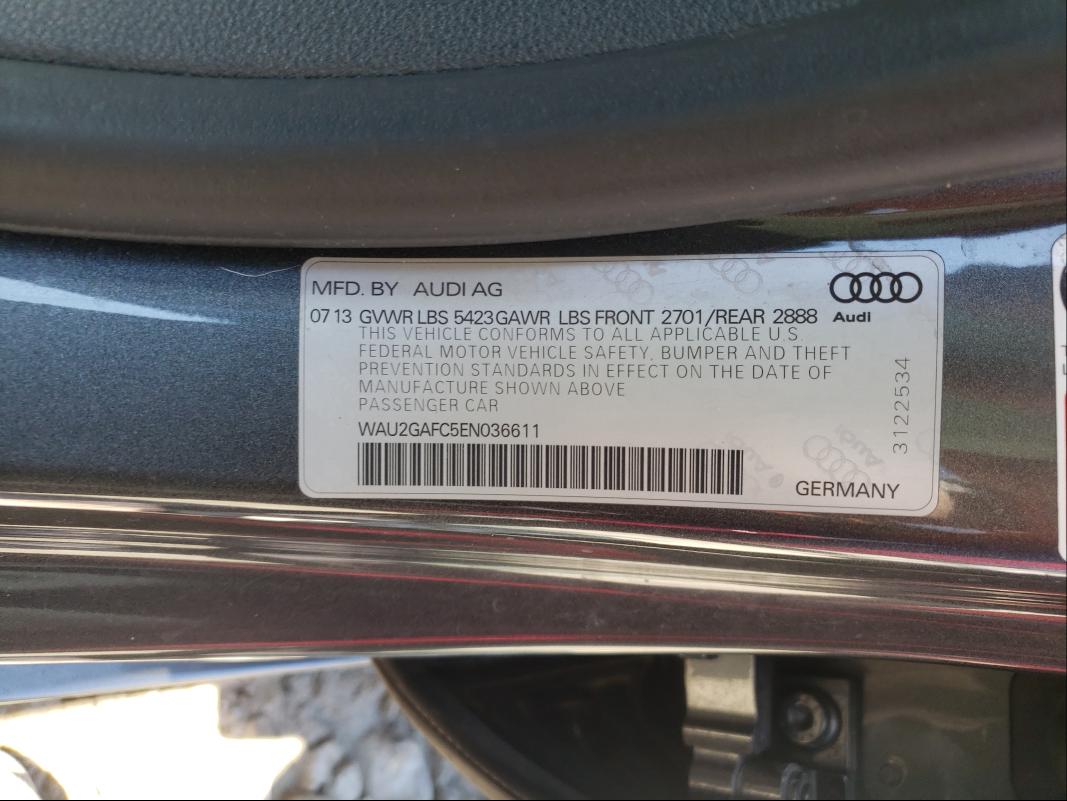 MFD. BY AUDI AG
07 13 GVWR LBS 5423 GAWR LBS FRONT 2701/REAR 2888
Audi
THIS VEHICLE CONFORMS TO ALL APPLICABLE U.S.
FEDERAL MOTOR VEHICLE SAFETY, BUMPER AND THEFT
PREVENTION STANDARDS IN EFFECT ON THE DATE OF
MANUFACTURE SHOWN ABOVE
PASSENGER CAR
WAU2GAFC5EN036611
3122534
GERMANY